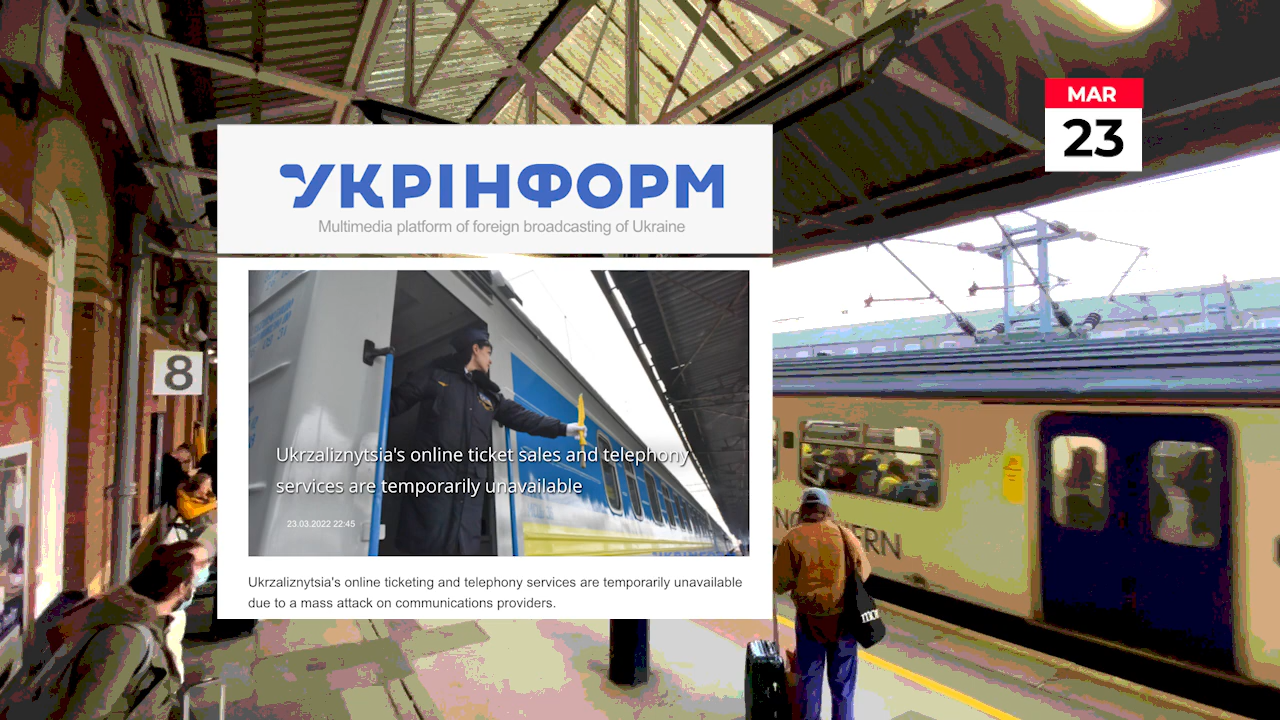 MAR
23
УКРІНФОРМ
Multimedia platform of foreign broadcasting of Ukraine
8
Ukrzaliznytsia's online ticket sales and telephony
services are temporarily unavailable
23.03.2022 22:45
Ukrzaliznytsia's online ticketing and telephony services are temporarily unavailable
due to a mass attack on communications providers.